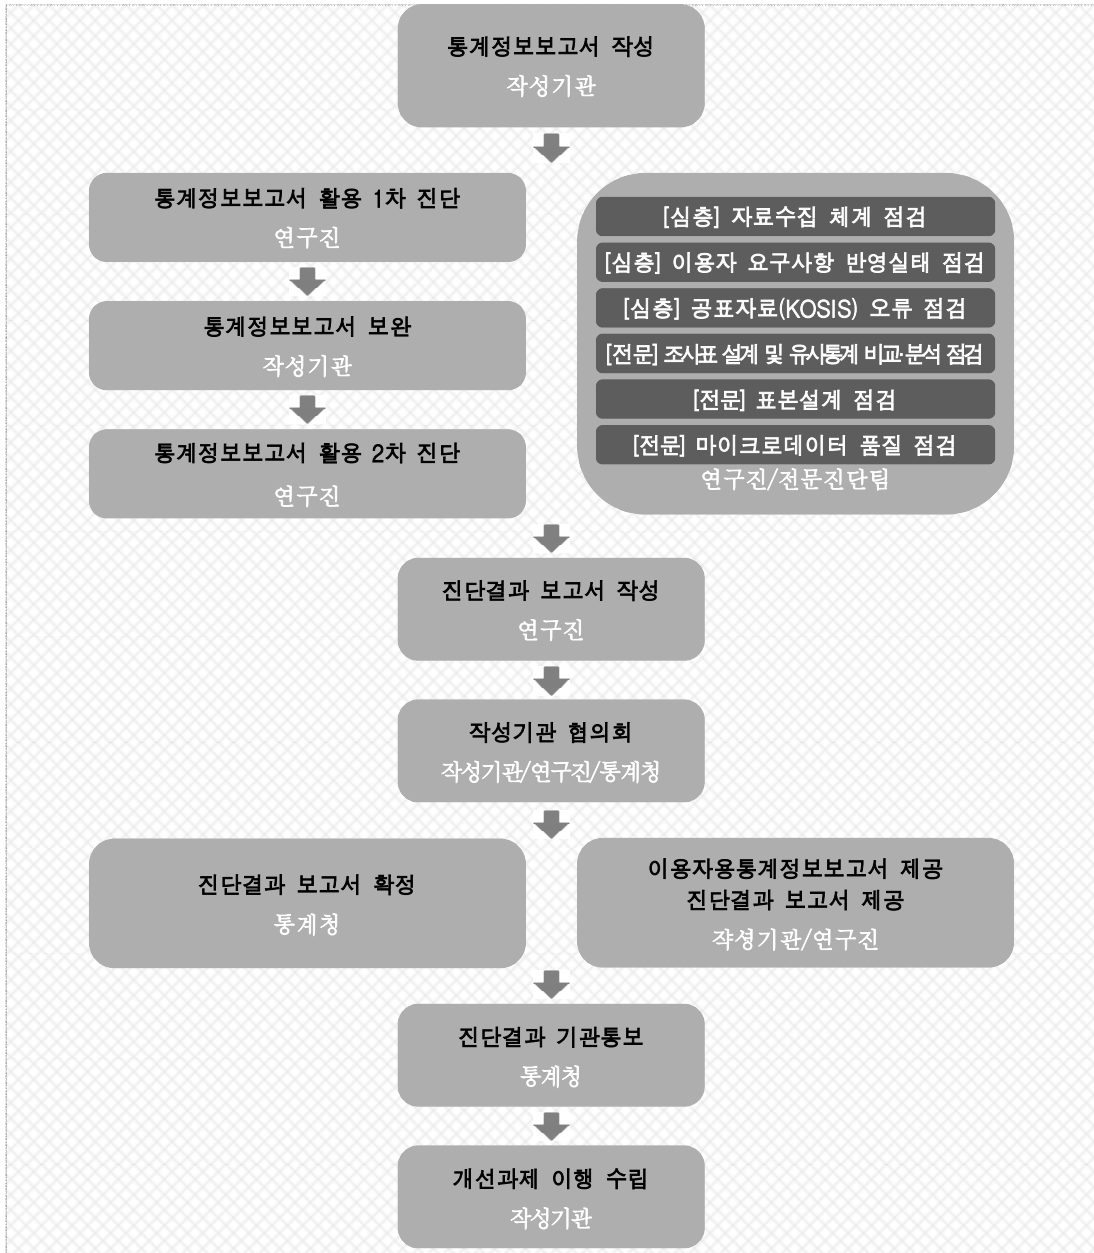 통계정보보고서 작성
작성기관
통계정보보고서 활용 1차 진단
연구진
통계정보보고서 보완
작성기관
통계정보보고서 활용 2차 진단
연구진
[심층] 자료수집 체계 점검
[심층] 이용자 요구사항 반영실태 점검
[심층] 공표자료(KOSIS) 오류 점검
[전문] 조사표 설계 및 유사통계 비교·분석 점검
[전문] 표본설계 점검
[전문] 마이크로데이터 품질 점검
연구진/전문진단팀
진단결과 보고서 작성
연구진
작성기관 협의회
작성기관/연구진/통계청
진단결과 보고서 확정
통계청
이용자용통계정보보고서 제공
진단결과 보고서 제공
작성기관/연구진
진단결과 기관통보
통계청
개선과제 이행 수립
작성기관